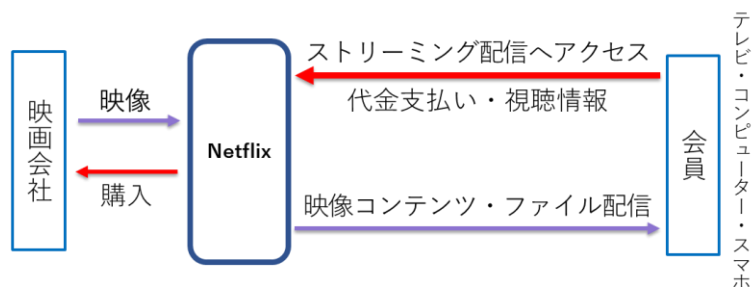 映画会社
映像
購入
Netflix
ストリーミング配信へアクセス
代金支払い・視聴情報
映像コンテンツ・ファイル配信
会員
テレビ・コンピューター・スマホ